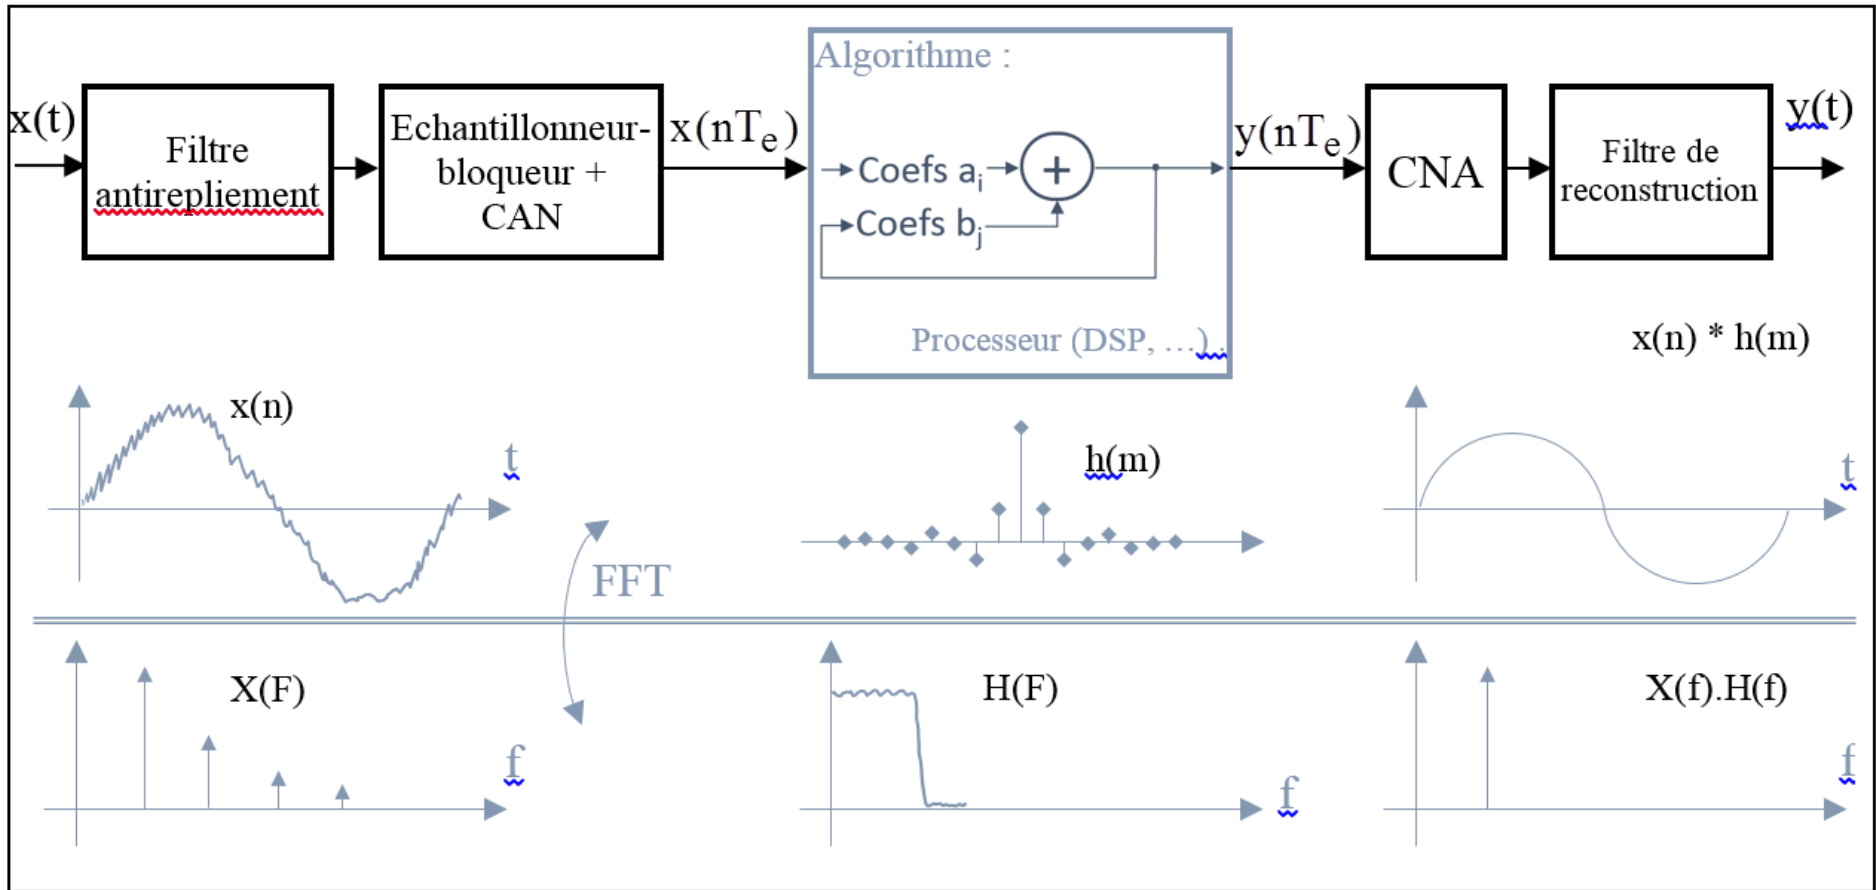 Algorithme :
x(t)
Filtre
antirepliement
Echantillonneur-
bloqueur +
CAN
x(nTₑ)
Coefs aᵢ
+
Coefs bⱼ
Processeur (DSP, …) .
y(nTₑ)
CNA
Filtre de
reconstruction
y(t)
x(n) * h(m)
x(n)
t
h(m)
t
FFT
X(F)
f
H(F)
f
X(f).H(f)
f